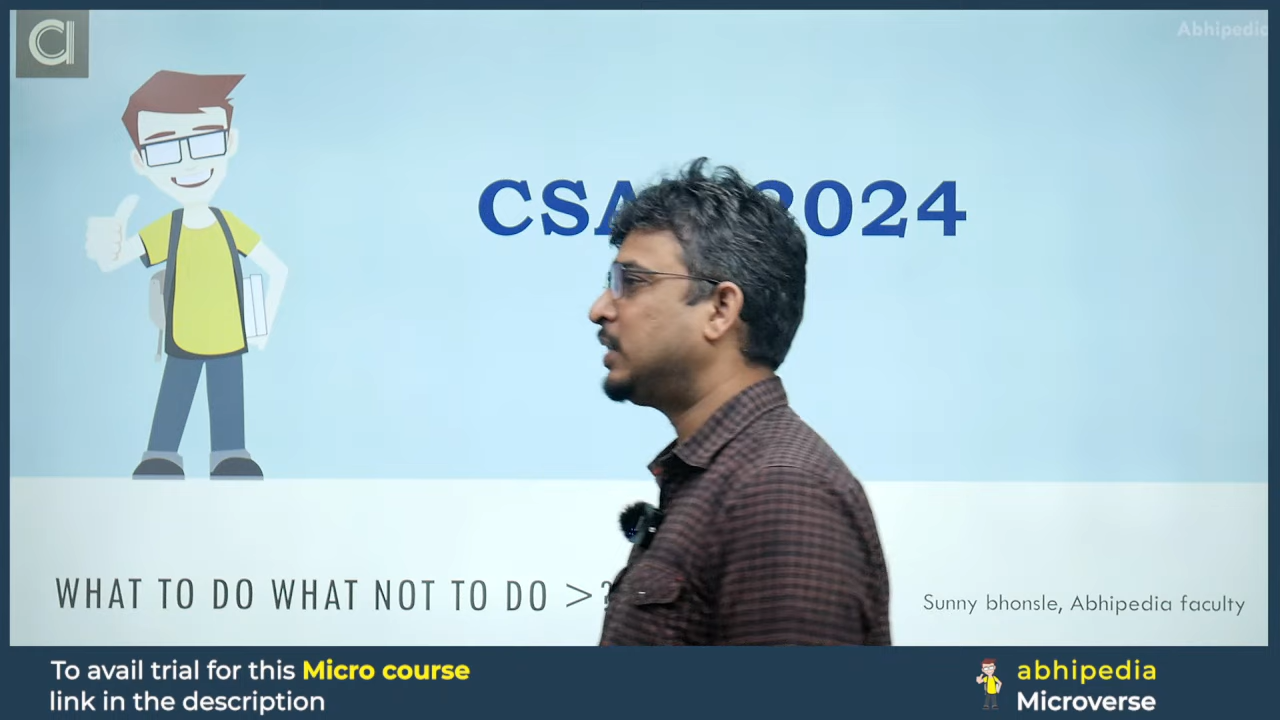 Abhipedia
2024
WHAT TO DO WHAT NOT TO DO >
Sunny bhonsle, Abhipedia faculty
To avail trial for this Micro course
link in the description
abhipedia
Microverse